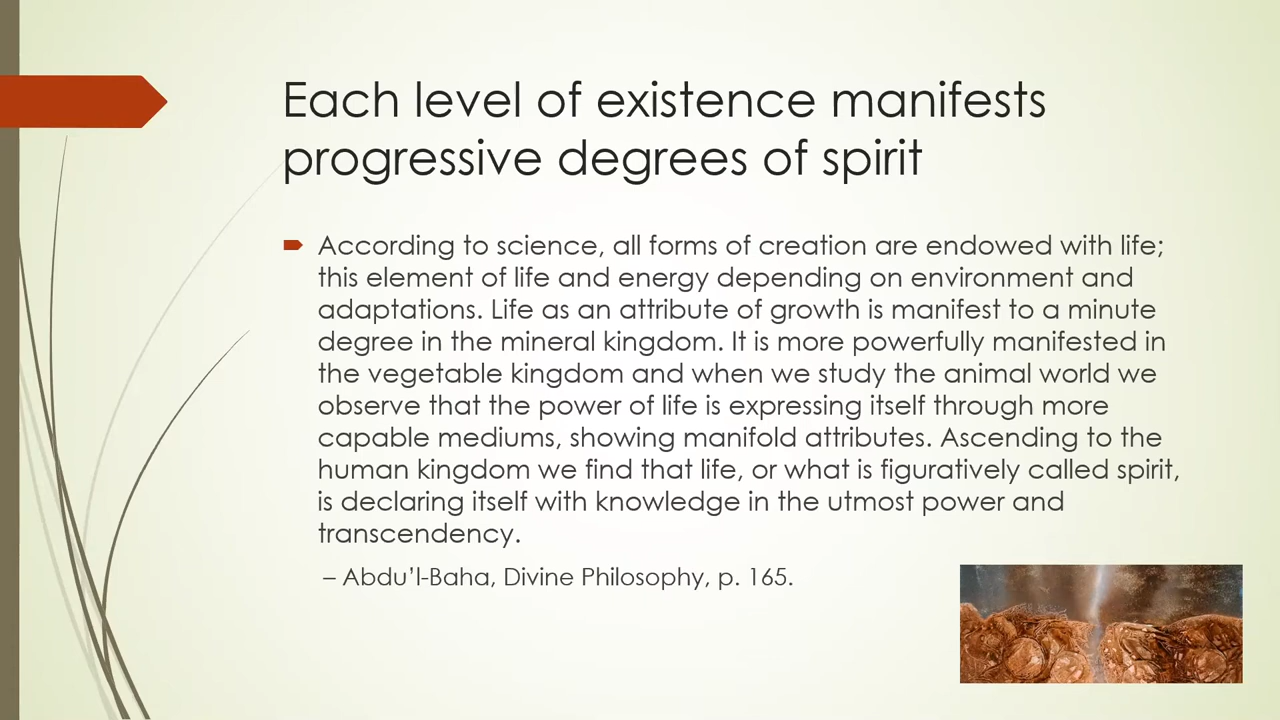 Each level of existence manifests
progressive degrees of spirit
According to science, all forms of creation are endowed with life;
this element of life and energy depending on environment and
adaptations. Life as an attribute of growth is manifest to a minute
degree in the mineral kingdom. It is more powerfully manifested in
the vegetable kingdom and when we study the animal world we
observe that the power of life is expressing itself through more
capable mediums, showing manifold attributes. Ascending to the
human kingdom we find that life, or what is figuratively called spirit,
is declaring itself with knowledge in the utmost power and
transcendency.
– Abdu’l-Baha, Divine Philosophy, p. 165.